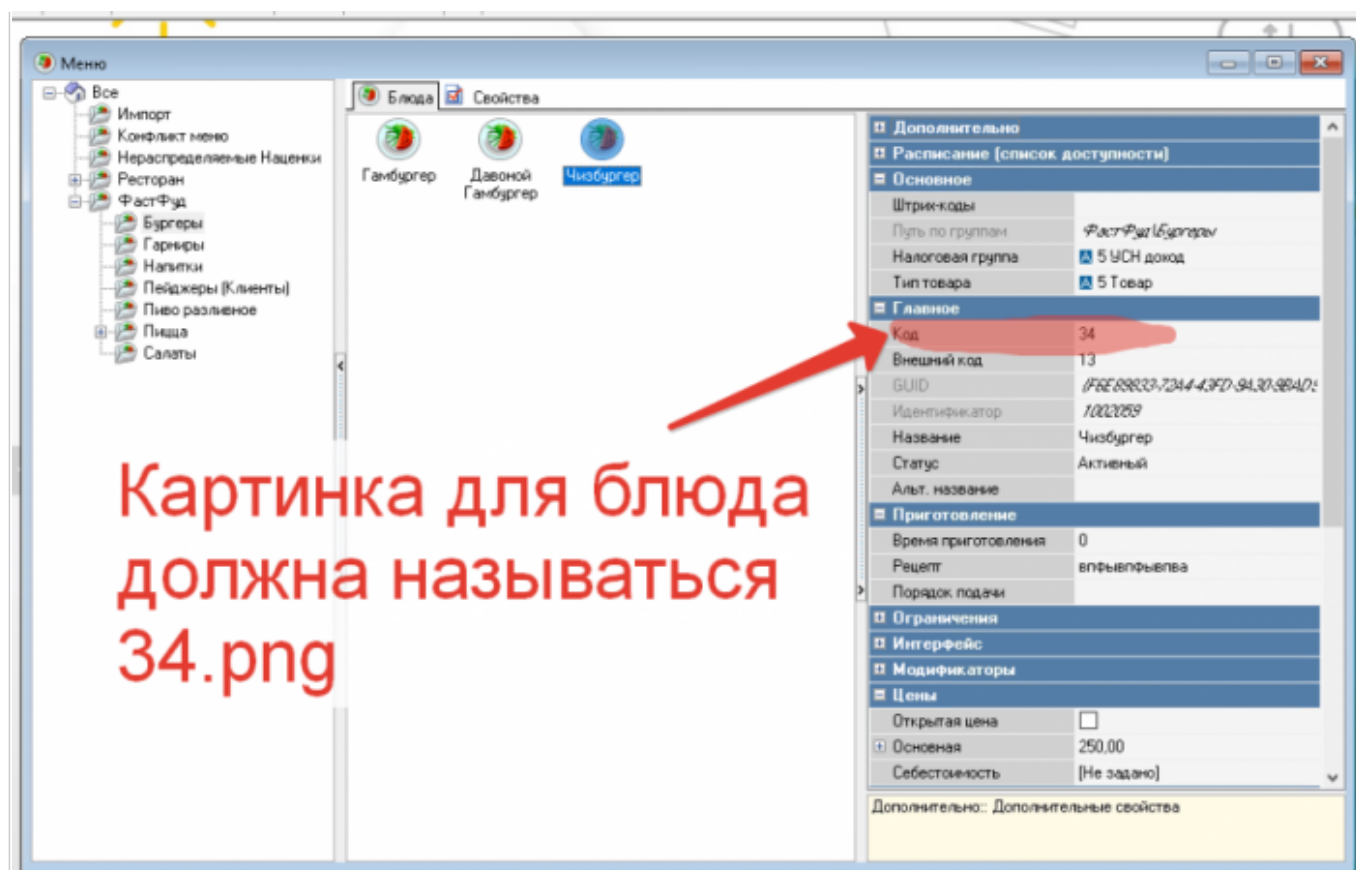 Меню
Все
Импорт
Конфликт меню
Нераспределяемые Наценки
Ресторан
ФастФуд
Бургеры
Гарниры
Напитки
Пейджеры (Клиенты)
Пиво разливное
Пицца
Салаты
Блюда Свойства
Гамбургер
Давоной Гамбургер
Чизбургер
Дополнительно
Расписание (список доступности)
Основное
Штрих-коды
Путь по группам ФастФуд\Бургеры
Налоговая группа 5 УСН доход
Тип товара 5 Товар
Главное
Код 34
Внешний код 13
GUID
Идентификатор 1002059
Название Чизбургер
Статус Активный
Альт. название
Приготовление
Время приготовления 0
Рецепт впфывпфывпва
Порядок подачи
Ограничения
Интерфейс
Модификаторы
Цены
Открытая цена
Основная 250,00
Себестоимость [Не задано]
Дополнительно:: Дополнительные свойства
Картинка для блюда
должна называться
34.png